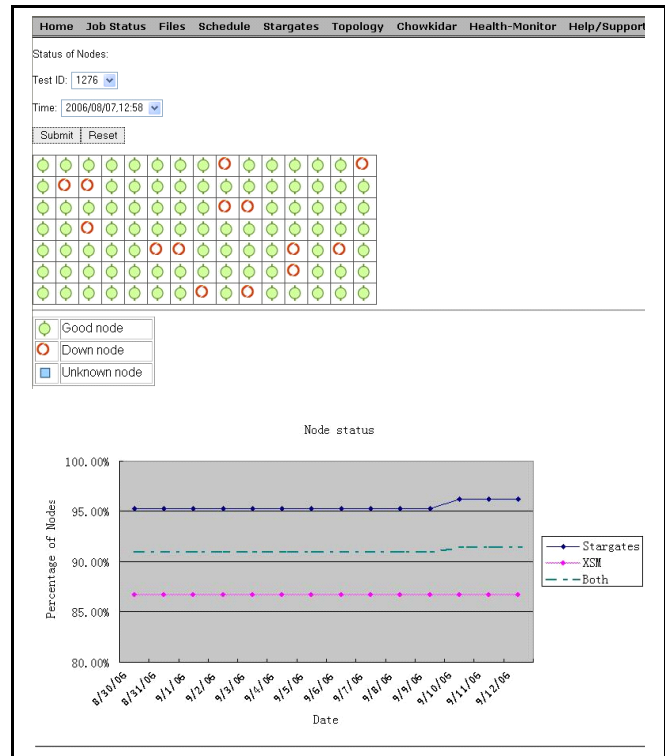 Home Job Status Files Schedule Stargates Topology Chowkidar Health-Monitor Help/Support
Status of Nodes:
Test ID: 1276
Time: 2006/08/07,12:58
Submit Reset
Good node
Down node
Unknown node
Node status
100.00%
95.00%
90.00%
85.00%
80.00%
Percentage of Nodes
8/30/06 8/31/06 9/1/06 9/2/06 9/3/06 9/4/06 9/5/06 9/6/06 9/7/06 9/8/06 9/9/06 9/10/06 9/11/06 9/12/06
Date
Stargates
XSM
Both